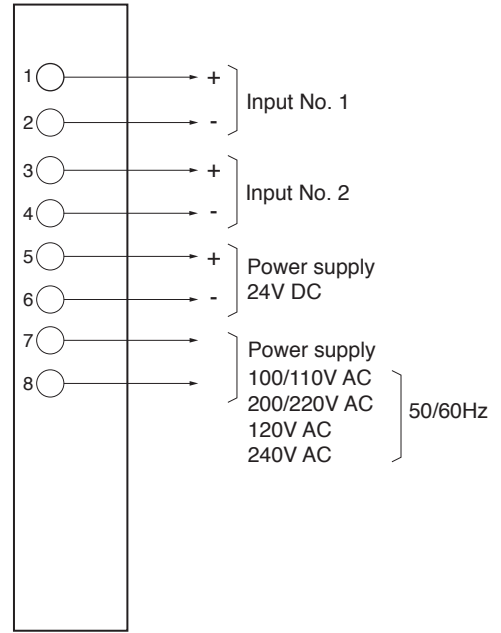 1 +
Input No. 1
2 -
3 +
Input No. 2
4 -
5 +
Power supply
24V DC
6 -
7
Power supply
8
100/110V AC
200/220V AC
50/60Hz
120V AC
240V AC